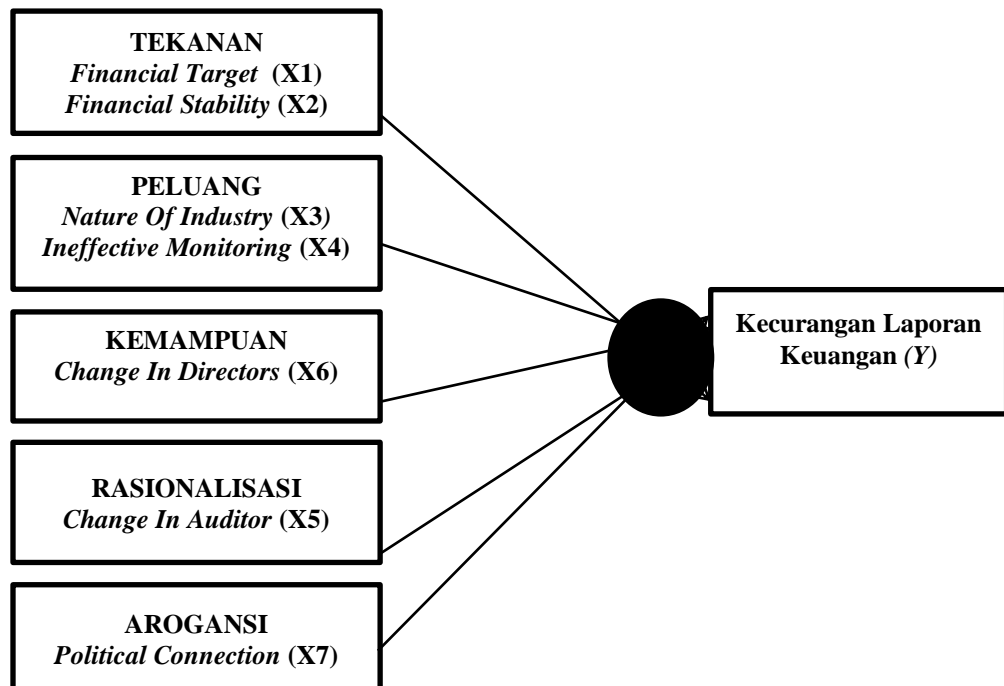 TEKANAN
Financial Target (X1)
Financial Stability (X2)
PELUANG
Nature Of Industry (X3)
Ineffective Monitoring (X4)
KEMAMPUAN
Change In Directors (X6)
RASIONALISASI
Change In Auditor (X5)
AROGANSI
Political Connection (X7)
Kecurangan Laporan
Keuangan (Y)